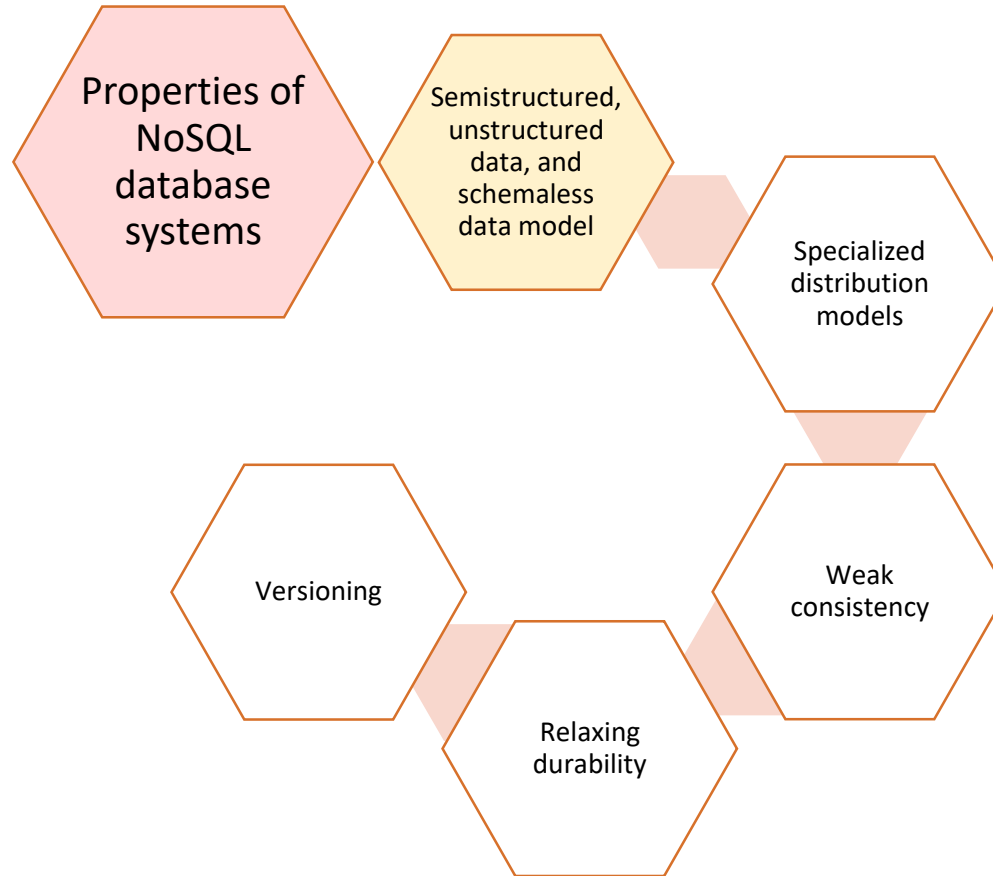 Properties of
NoSQL
database
systems
Semistructured,
unstructured
data, and
schemaless
data model
Specialized
distribution
models
Weak
consistency
Relaxing
durability
Versioning